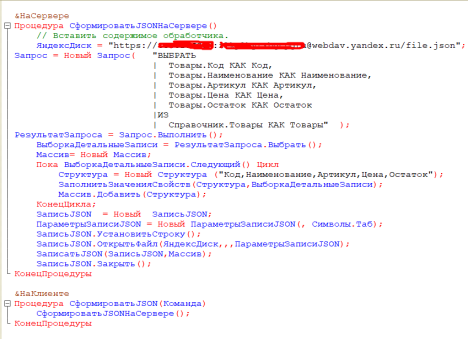 &НаСервере
Процедура СформироватьJSONНаСервере()
// Вставить содержимое обработчика.
ЯндексДиск = "https://@webdav.yandex.ru/file.json";
Запрос = Новый Запрос( "ВЫБРАТЬ
| Товары.Код КАК Код,
| Товары.Наименование КАК Наименование,
| Товары.Артикул КАК Артикул,
| Товары.Цена КАК Цена,
| Товары.Остаток КАК Остаток
|ИЗ
| Справочник.Товары КАК Товары" );
РезультатЗапроса = Запрос.Выполнить();
ВыборкаДетальныеЗаписи = РезультатЗапроса.Выбрать();
Массив= Новый Массив;
Пока ВыборкаДетальныеЗаписи.Следующий() Цикл
Структура = Новый Структура ("Код,Наименование,Артикул,Цена,Остаток");
ЗаполнитьЗначенияСвойств(Структура,ВыборкаДетальныеЗаписи);
Массив.Добавить(Структура);
КонецЦикла;
ЗаписьJSON = Новый ЗаписьJSON;
ПараметрыЗаписиJSON = Новый ПараметрыЗаписиJSON(, Символы.Таб);
ЗаписьJSON.УстановитьСтроку();
ЗаписьJSON.ОткрытьФайл(ЯндексДиск,,,ПараметрыЗаписиJSON);
ЗаписатьJSON(ЗаписьJSON,Массив);
ЗаписьJSON.Закрыть();
КонецПроцедуры
&НаКлиенте
Процедура СформироватьJSON(Команда)
СформироватьJSONНаСервере();
КонецПроцедуры